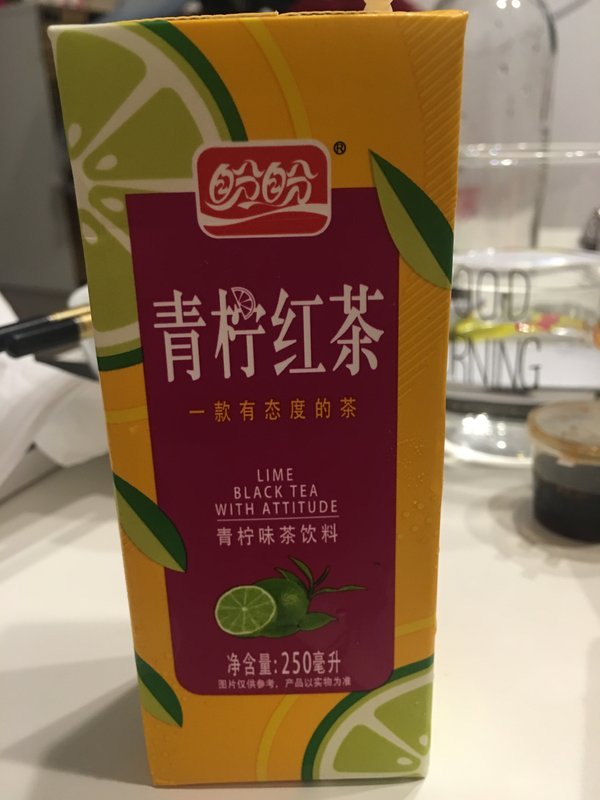 盼盼
®
青柠红茶
一款有态度的茶
LIME
BLACK TEA
WITH ATTITUDE
青柠味茶饮料
净含量:250毫升
图片仅供参考,产品以实物为准
OOD
RNING